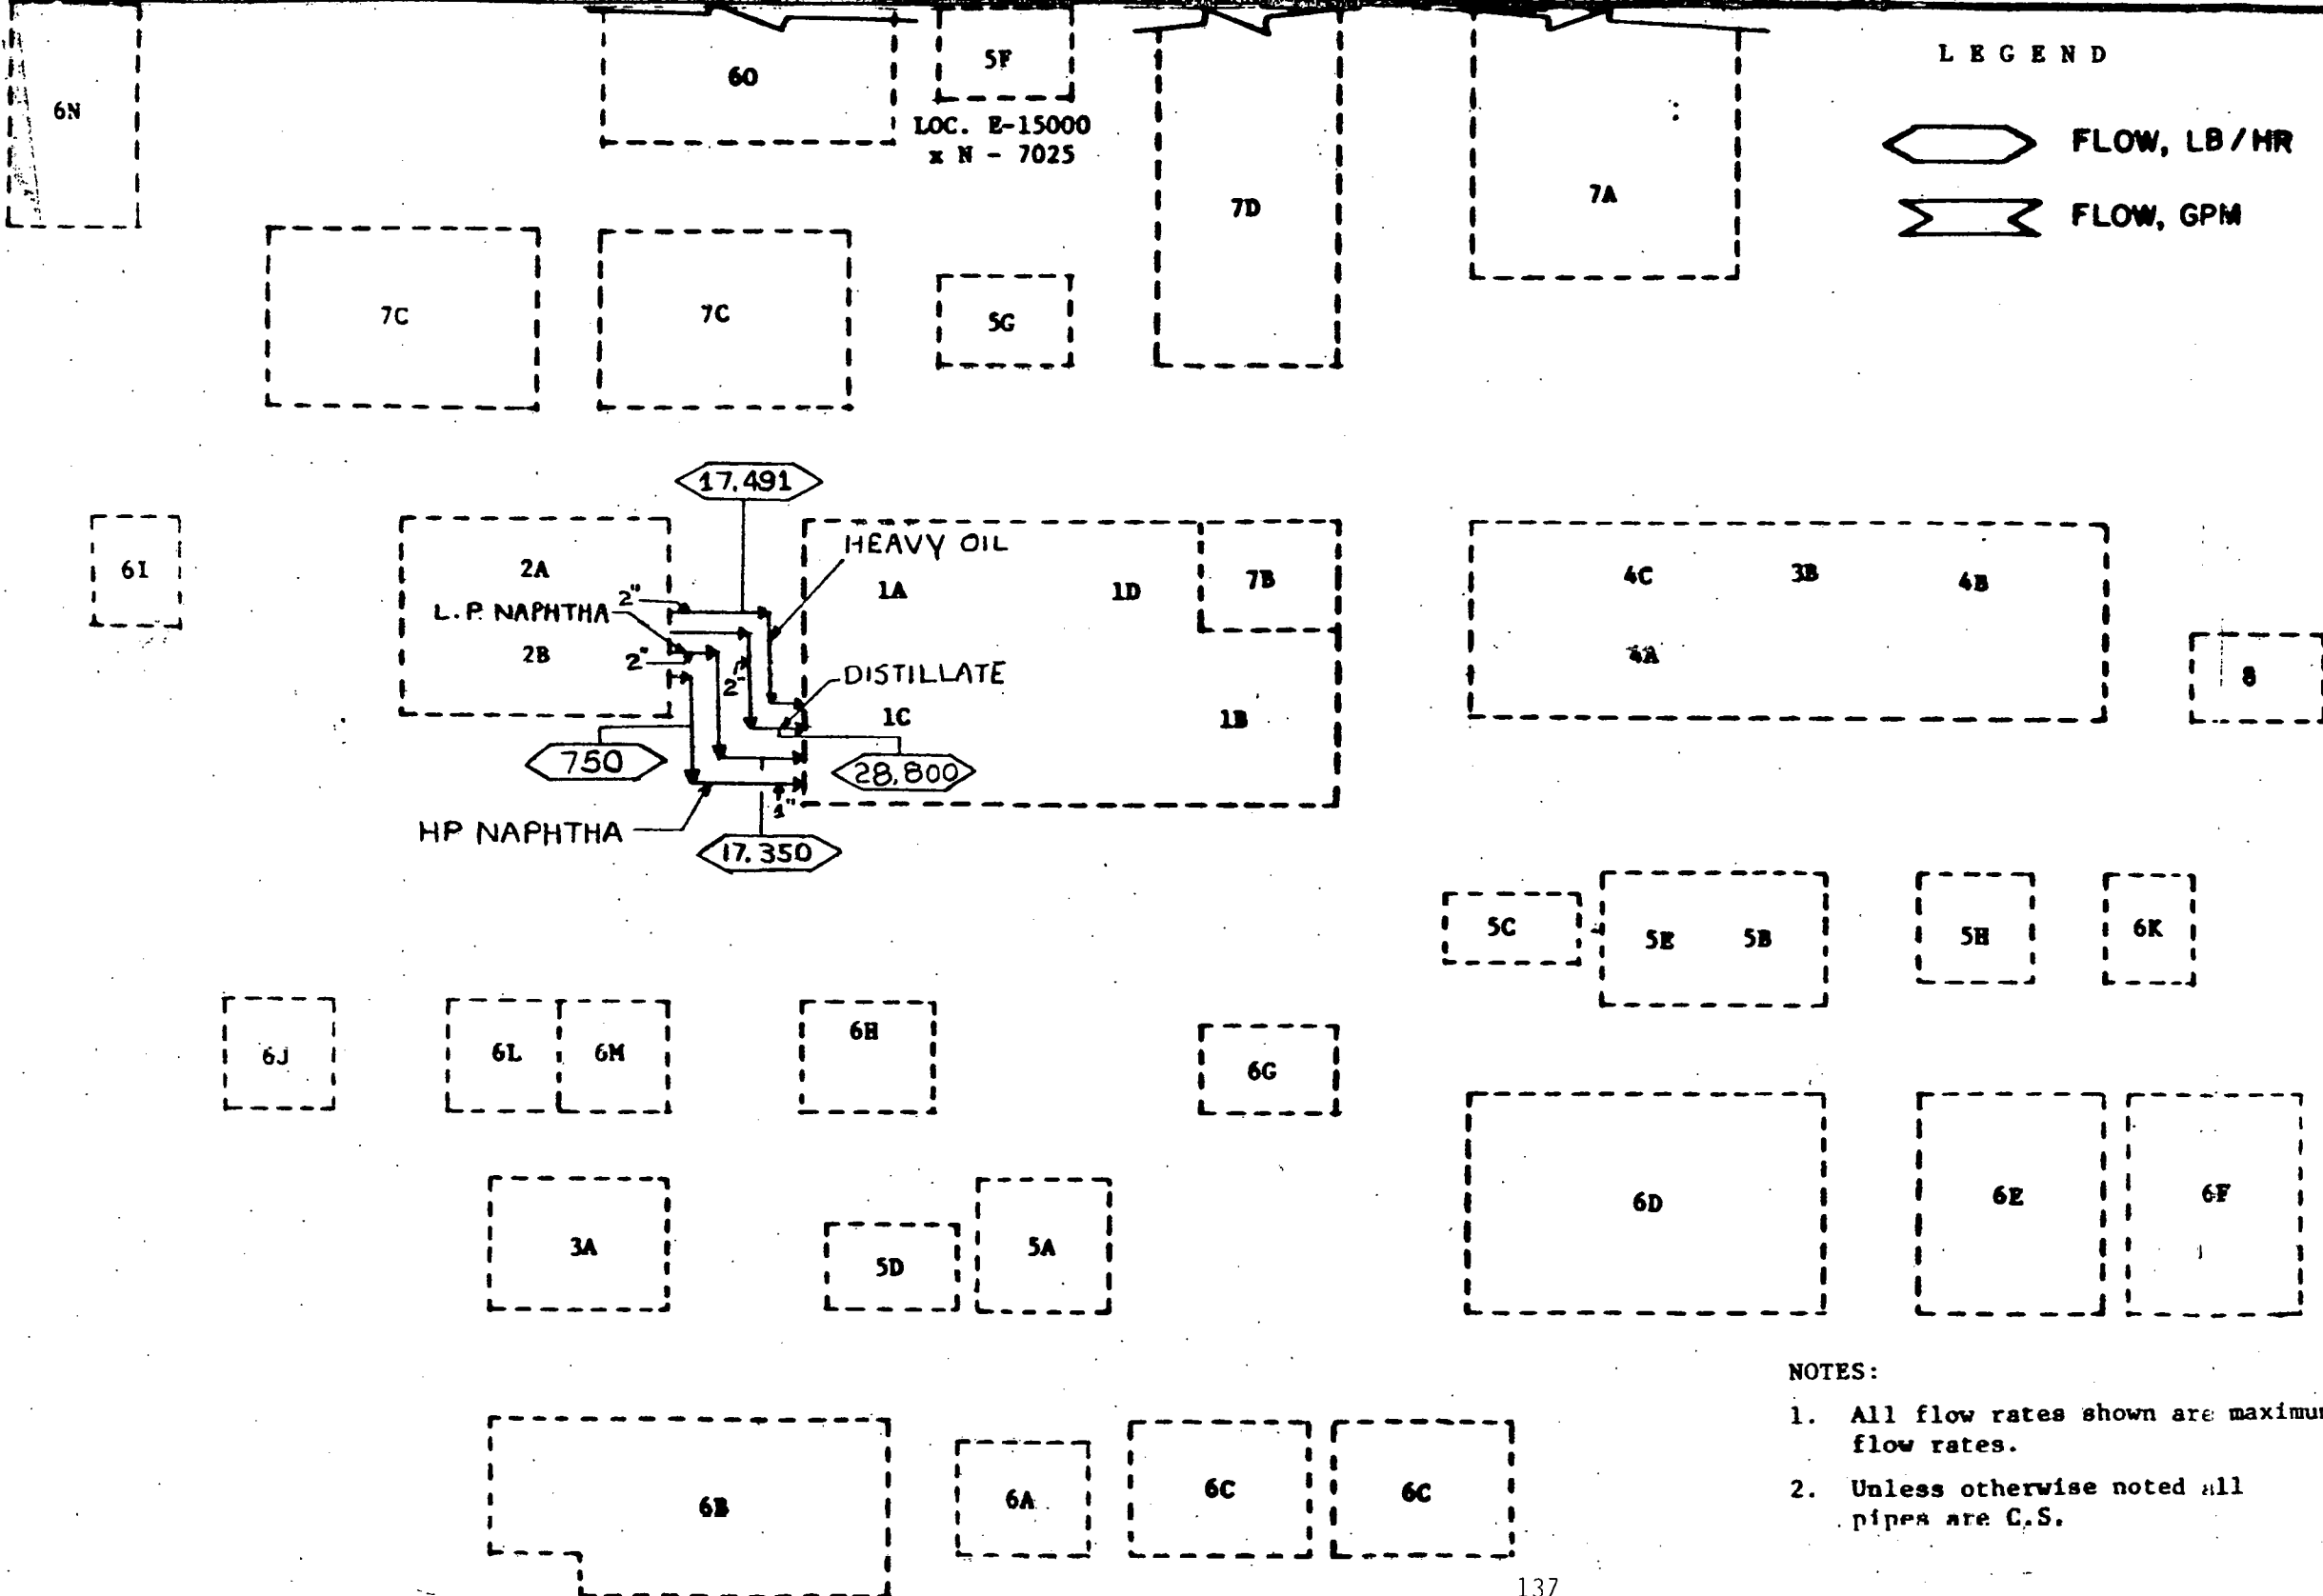 6N
6O
5F
LOC. E-15000
x N - 7025
7D
7A
L E G E N D
FLOW, LB/HR
FLOW, GPM
7C
7C
5G
17.491
6I
2A
2"
L.P. NAPHTHA
2B
2"
2"
HEAVY OIL
1A
1D
7B
DISTILLATE
1C
1B
4C
3B
4B
4A
8
750
28,800
1"
HP NAPHTHA
17.350
5C
5E
5B
5H
6K
6J
6L
6M
6H
6G
3A
5D
5A
6D
6E
6F
NOTES:
1. All flow rates shown are maximum
flow rates.
2. Unless otherwise noted all
pipes are C.S.
6B
6A
6C
6C
137